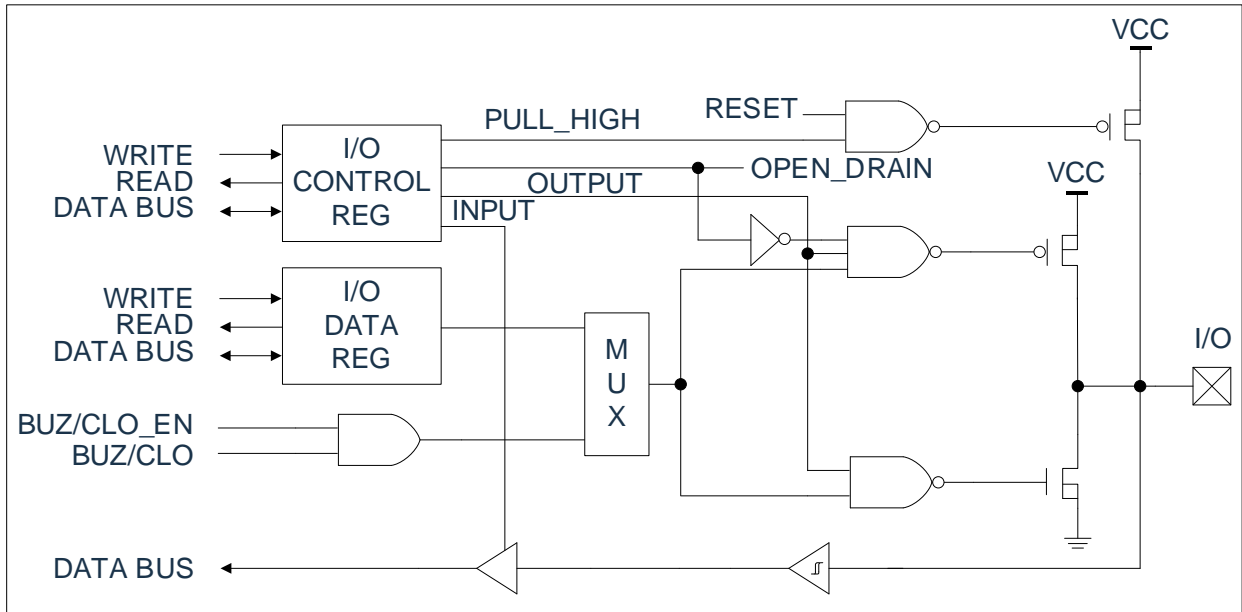 VCC
RESET
PULL_HIGH
I/O
CONTROL
REG
WRITE
READ
DATA BUS
OPEN_DRAIN
OUTPUT
INPUT
VCC
I/O
DATA
REG
WRITE
READ
DATA BUS
M
U
X
I/O
BUZ/CLO_EN
BUZ/CLO
DATA BUS